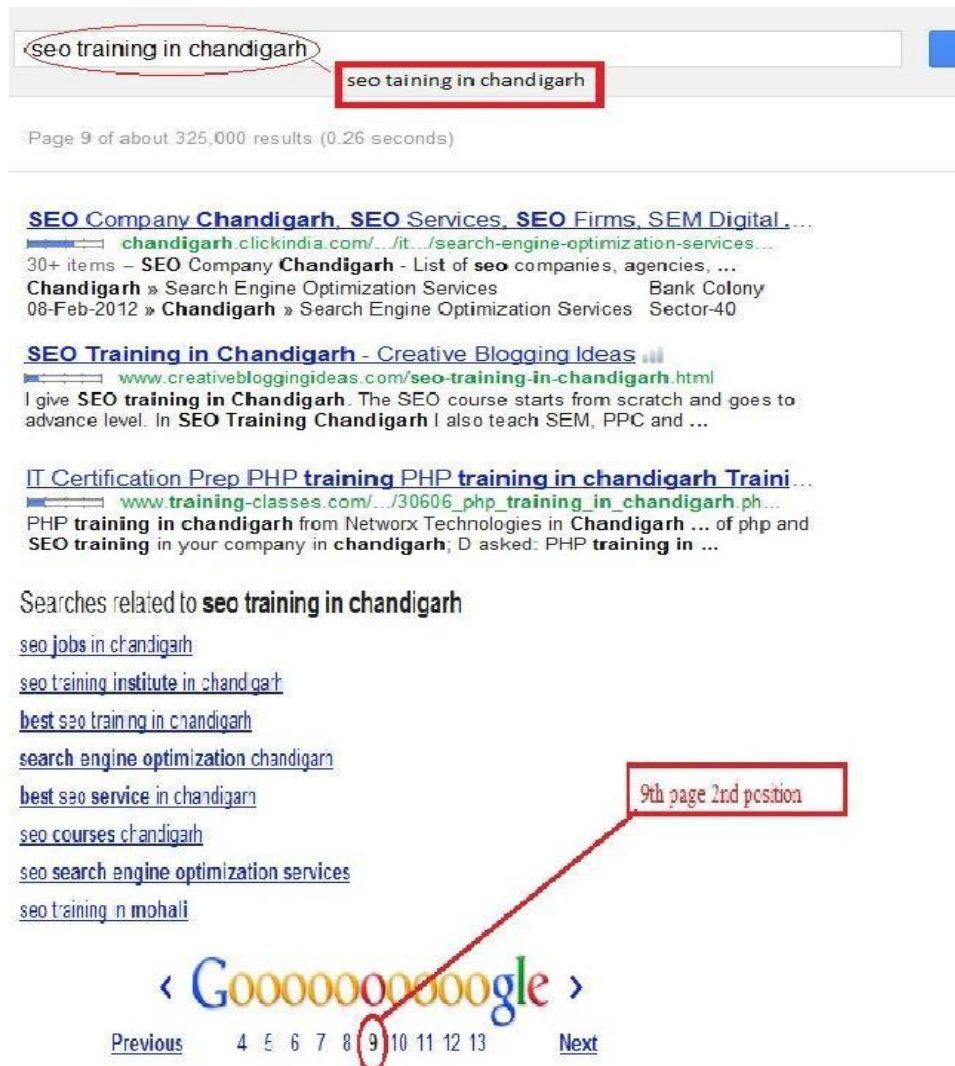 seo training in chandigarh
seo taining in chandigarh
Page 9 of about 325,000 results (0.26 seconds)
SEO Company Chandigarh, SEO Services, SEO Firms, SEM Digital ....
chandigarh.clickindia.com/.../it.../search-engine-optimization-services...
30+ items – SEO Company Chandigarh - List of seo companies, agencies, ...
Chandigarh » Search Engine Optimization Services Bank Colony
08-Feb-2012 » Chandigarh » Search Engine Optimization Services Sector-40
SEO Training in Chandigarh - Creative Blogging Ideas
www.creativebloggingideas.com/seo-training-in-chandigarh.html
I give SEO training in Chandigarh. The SEO course starts from scratch and goes to
advance level. In SEO Training Chandigarh I also teach SEM, PPC and ...
IT Certification Prep PHP training PHP training in chandigarh Traini...
www.training-classes.com/.../30606_php_training_in_chandigarh.ph...
PHP training in chandigarh from Networx Technologies in Chandigarh ... of php and
SEO training in your company in chandigarh; D asked: PHP training in ...
Searches related to seo training in chandigarh
seo jobs in chandigarh
seo training institute in chandigarh
best seo training in chandigarh
search engine optimization chandigarh
best seo service in chandigarh
9th page 2nd position
seo courses chandigarh
seo search engine optimization services
seo training in mohali
< Goooooooooogle >
Previous 4 5 6 7 8 9 10 11 12 13 Next